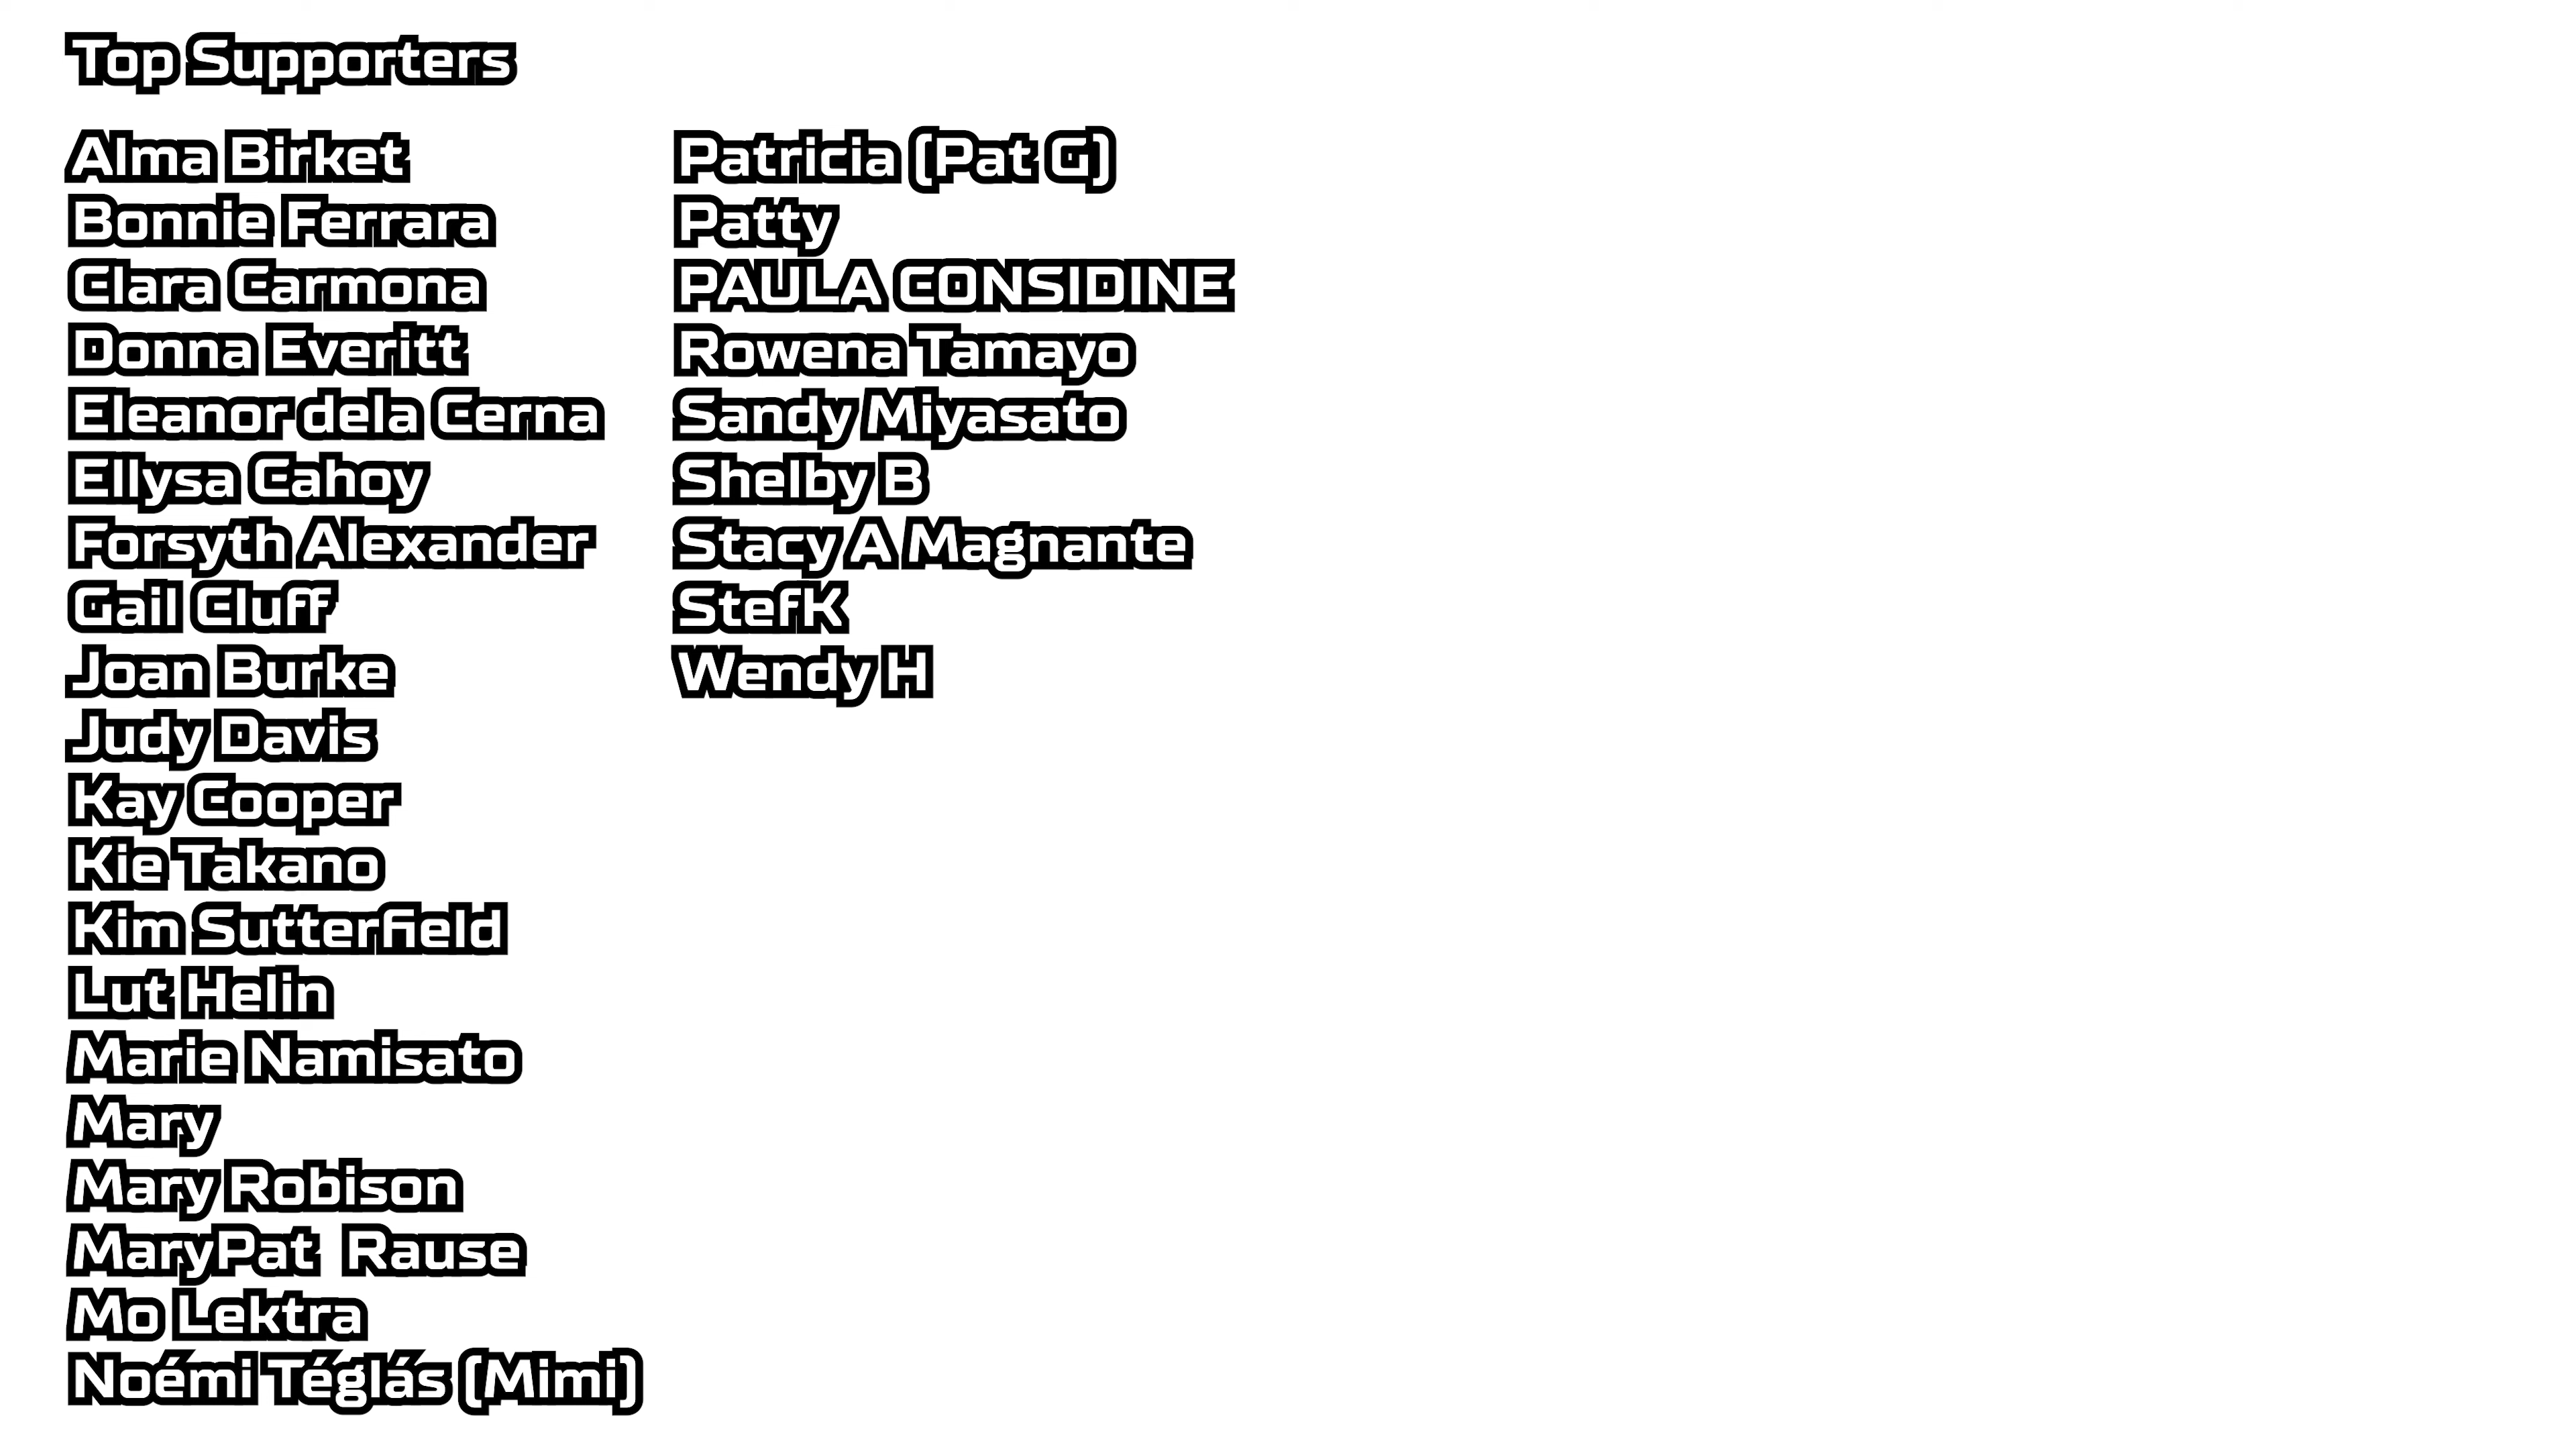 Top Supporters
Alma Birket
Bonnie Ferrara
Clara Carmona
Donna Everitt
Eleanor dela Cerna
Ellysa Cahoy
Forsyth Alexander
Gail Cluff
Joan Burke
Judy Davis
Kay Cooper
Kie Takano
Kim Sutterfield
Lut Helin
Marie Namisato
Mary
Mary Robison
MaryPat  Rause
Mo Lektra
Noémi Téglás (Mimi)
Patricia (Pat G)
Patty
PAULA CONSIDINE
Rowena Tamayo
Sandy Miyasato
Shelby B
Stacy A Magnante
StefK
Wendy H